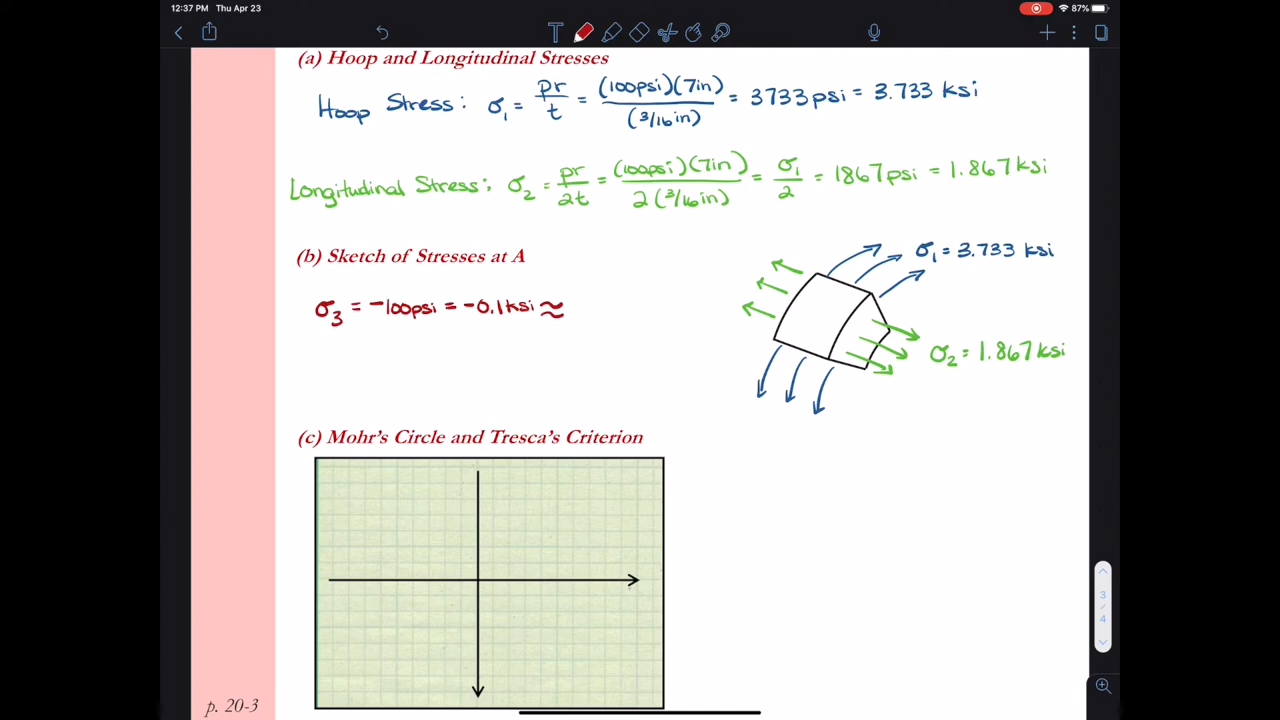 12:37 PM Thu Apr 23
87%
(a) Hoop and Longitudinal Stresses
Hoop Stress: σ₁ = pr/t = (100psi)(7in)/(3/16in) = 3733 psi = 3.733 ksi
Longitudinal Stress: σ₂ = pr/2t = (100psi)(7in)/2(3/16in) = σ₁/2 = 1867 psi = 1.867 ksi
(b) Sketch of Stresses at A
σ₁ = 3.733 ksi
σ₃ = -100psi = -0.1ksi ≈
σ₂ = 1.867 ksi
(c) Mohr's Circle and Tresca's Criterion
3
/
4
p. 20-3